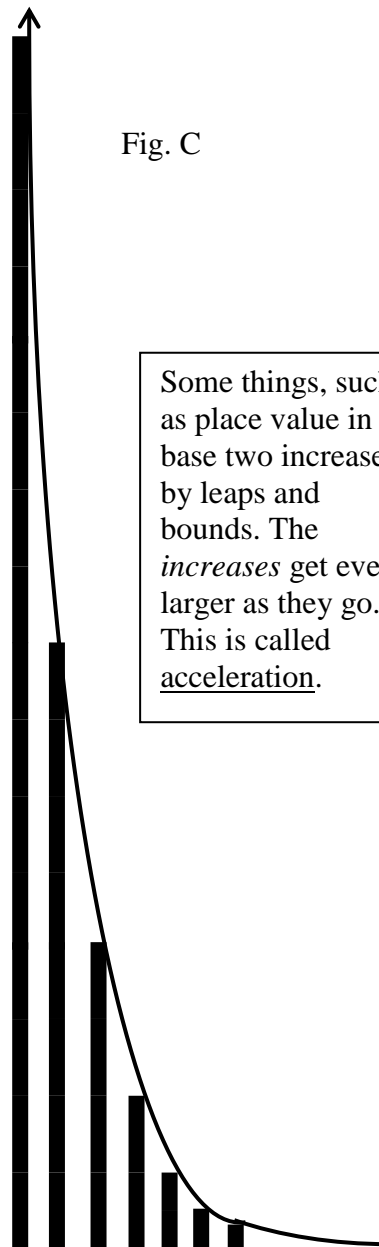 Fig. C
Some things, such
as place value in
base two increase
by leaps and
bounds. The
increases get eve
larger as they go.
This is called
acceleration.